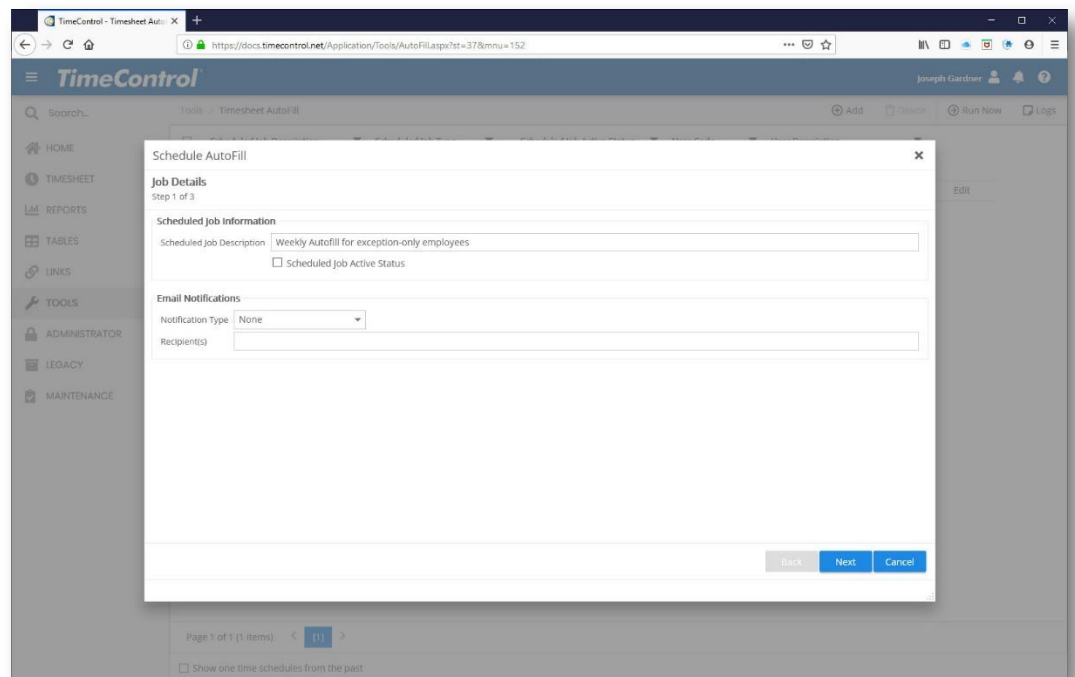 TimeControl - Timesheet Auto
https://docs.timecontrol.net/Application/Tools/AutoFill.aspx?st=37&mnu=152
TimeControl
Joseph Gardner
Search...
Tools > Timesheet AutoFill
Add
Delete
Run Now
Logs
HOME
TIMESHEET
REPORTS
TABLES
LINKS
TOOLS
ADMINISTRATOR
LEGACY
MAINTENANCE
Edit
Schedule AutoFill
Job Details
Step 1 of 3
Scheduled Job Information
Scheduled Job Description Weekly Autofill for exception-only employees
Scheduled Job Active Status
Email Notifications
Notification Type None
Recipient(s)
Back Next Cancel
Page 1 of 1 (1 items) < [1] >
Show one time schedules from the past